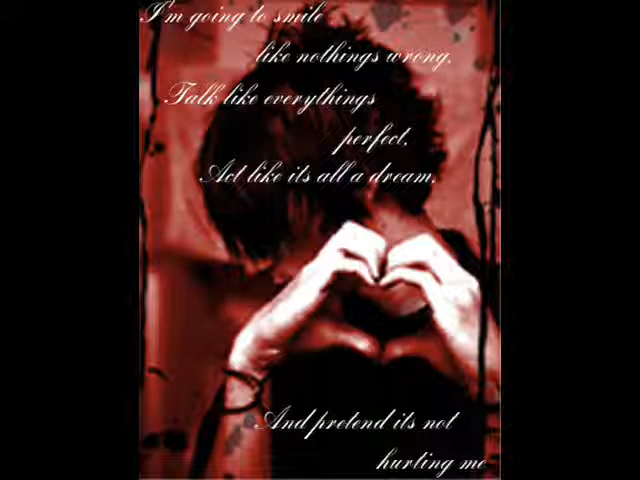 I'm going to smile
like nothings wrong,
Talk like everythings
perfect,
Act like its all a dream,
And pretend its not
hurting me